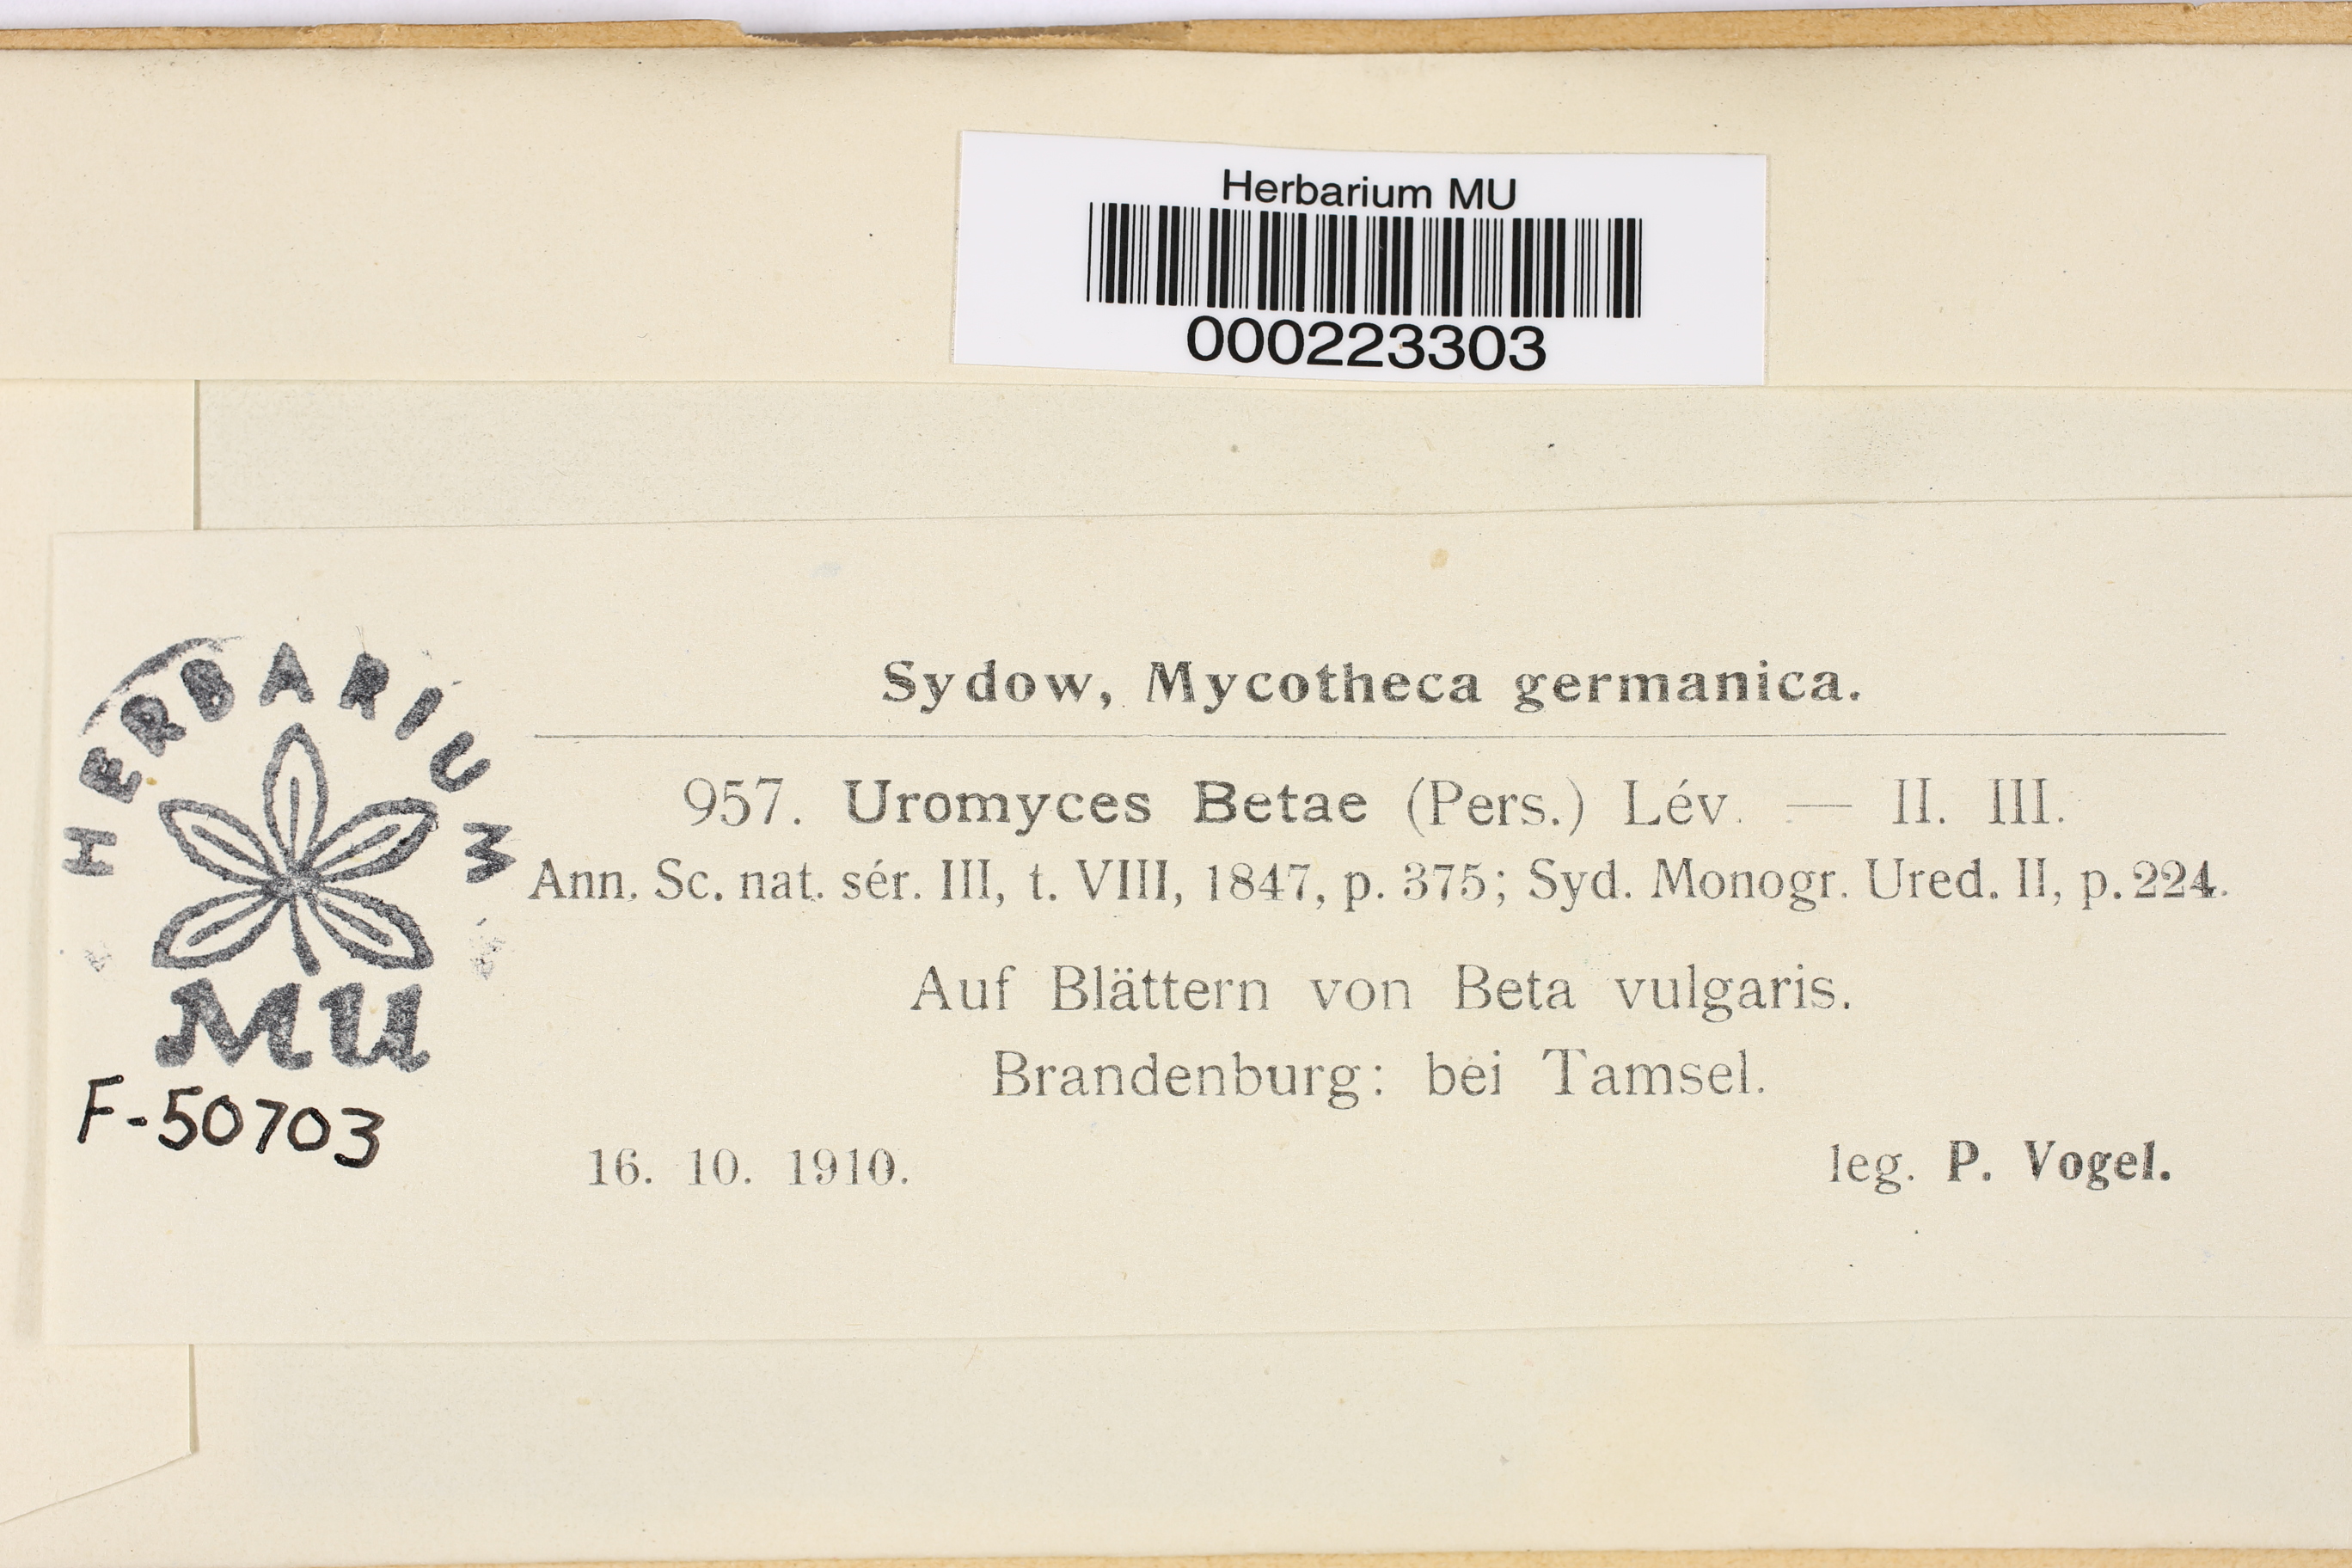 Herbarium MU
000223303
Sydow, Mycotheca germanica.
957. Uromyces Betae (Pers.) Lév. — II. III.
Ann. Sc. nat. sér. III, t. VIII, 1847, p. 375; Syd. Monogr. Ured. II, p. 224.
Auf Blättern von Beta vulgaris.
Brandenburg: bei Tamsel.
16. 10. 1910. leg. P. Vogel.
HERBARIUM
MU
F-50703